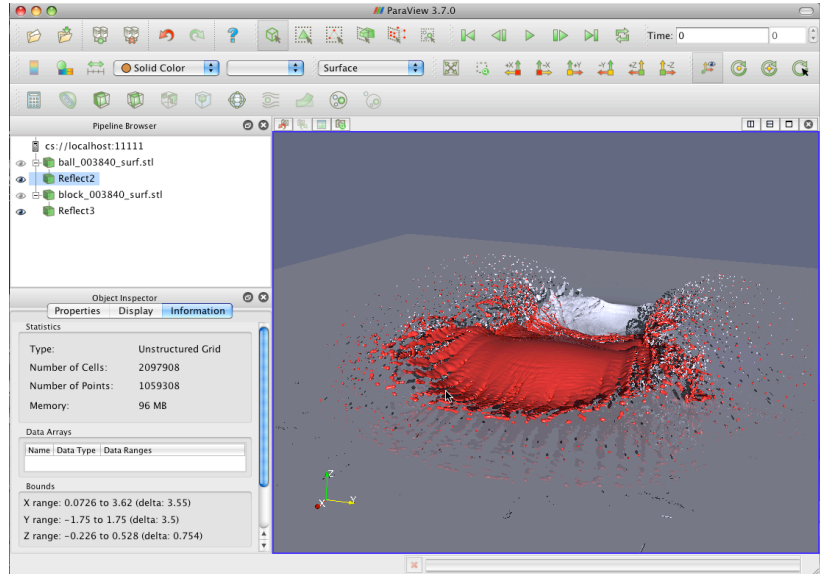 ParaView 3.7.0
Time: 0 0
Solid Color Surface
+X -X +Y -Y +Z -Z
Pipeline Browser
cs://localhost:11111
ball_003840_surf.stl
Reflect2
block_003840_surf.stl
Reflect3
Object Inspector
Properties Display Information
Statistics
Type: Unstructured Grid
Number of Cells: 2097908
Number of Points: 1059308
Memory: 96 MB
Data Arrays
Name Data Type Data Ranges
Bounds
X range: 0.0726 to 3.62 (delta: 3.55)
Y range: -1.75 to 1.75 (delta: 3.5)
Z range: -0.226 to 0.528 (delta: 0.754)
Z
X Y